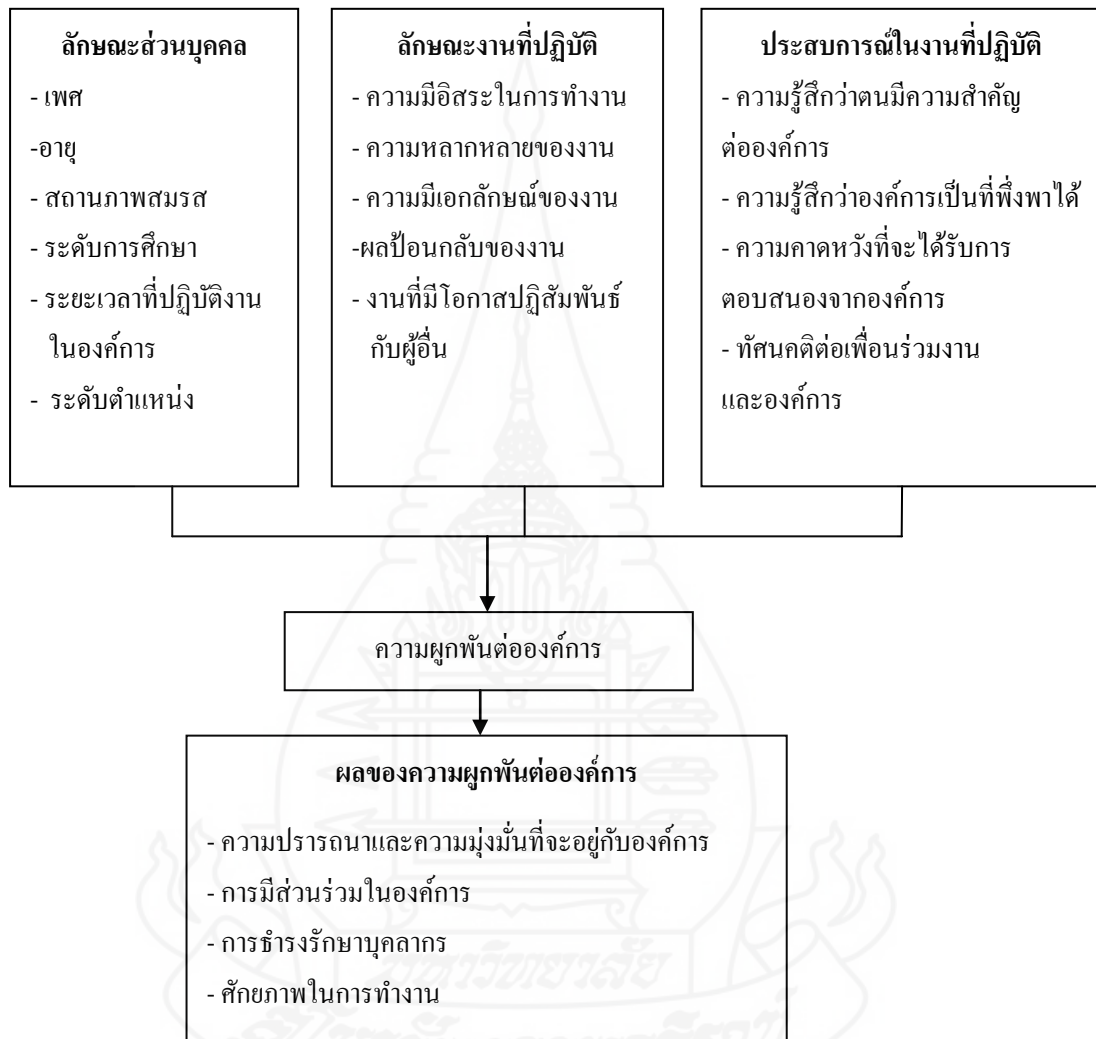 ลักษณะส่วนบุคคล
- เพศ
-อายุ
- สถานภาพสมรส
- ระดับการศึกษา
- ระยะเวลาที่ปฏิบัติงาน
ในองค์การ
- ระดับตำแหน่ง
ลักษณะงานที่ปฏิบัติ
- ความมีอิสระในการทำงาน
- ความหลากหลายของงาน
- ความมีเอกลักษณ์ของงาน
-ผลป้อนกลับของงาน
- งานที่มีโอกาสปฏิสัมพันธ์
กับผู้อื่น
ประสบการณ์ในงานที่ปฏิบัติ
- ความรู้สึกว่าตนมีความสำคัญ
ต่อองค์การ
- ความรู้สึกว่าองค์การเป็นที่พึ่งพาได้
- ความคาดหวังที่จะได้รับการ
ตอบสนองจากองค์การ
- ทัศนคติต่อเพื่อนร่วมงาน
และองค์การ
ความผูกพันต่อองค์การ
ผลของความผูกพันต่อองค์การ
- ความปรารถนาและความมุ่งมั่นที่จะอยู่กับองค์การ
- การมีส่วนร่วมในองค์การ
- การธำรงรักษาบุคลากร
- ศักยภาพในการทำงาน
มหาวิทยาลัย